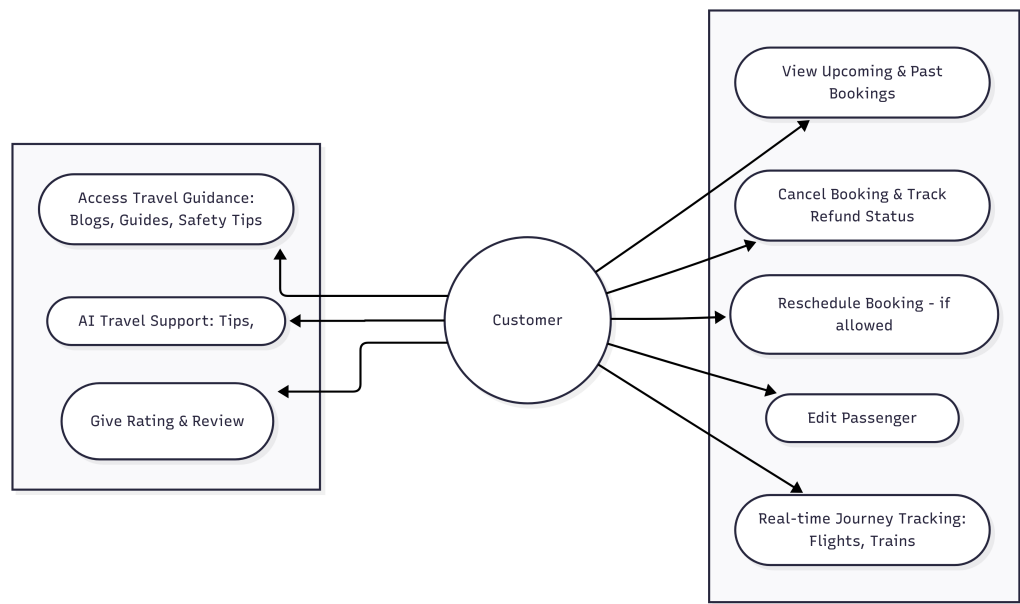 Access Travel Guidance:
Blogs, Guides, Safety Tips
AI Travel Support: Tips,
Give Rating & Review
Customer
View Upcoming & Past
Bookings
Cancel Booking & Track
Refund Status
Reschedule Booking - if
allowed
Edit Passenger
Real-time Journey Tracking:
Flights, Trains